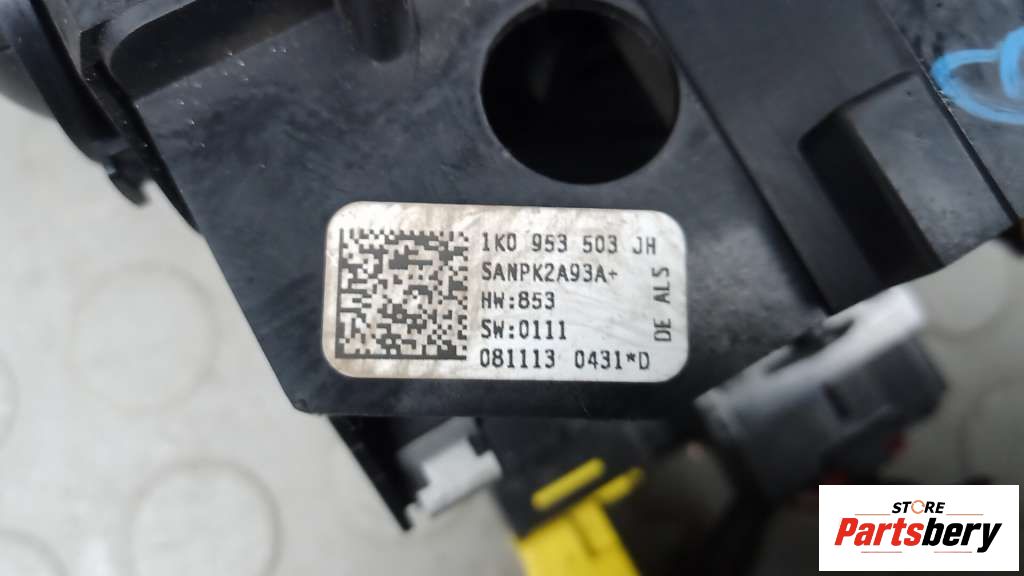 1K0 953 503 JH
SANPK2A93A+
HW:853
SW:0111
081113 0431*D
DE ALS
STORE
Partsbery